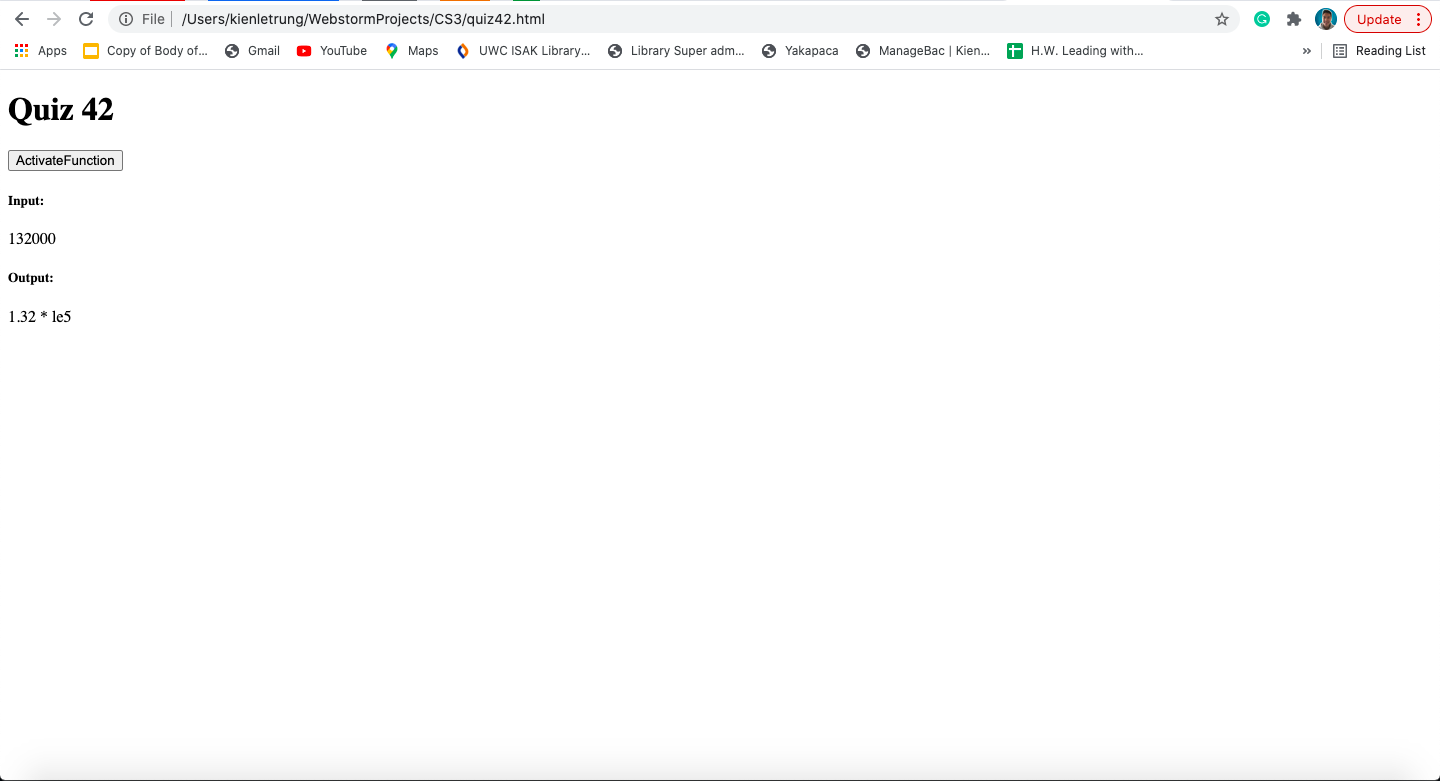 File | /Users/kienletrung/WebstormProjects/CS3/quiz42.html Update
Apps Copy of Body of... Gmail YouTube Maps UWC ISAK Library... Library Super adm... Yakapaca ManageBac | Kien... H.W. Leading with... » Reading List
Quiz 42
ActivateFunction
Input:
132000
Output:
1.32 * le5